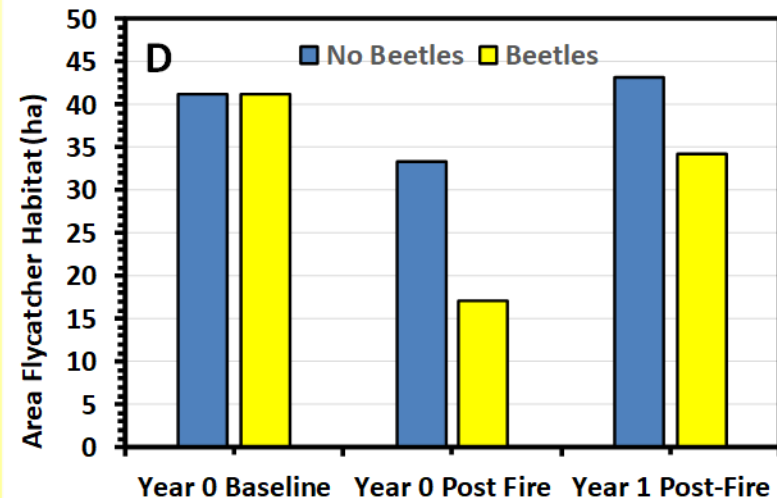 50
D
No Beetles
Beetles
45
40
35
30
25
20
15
10
5
0
Area Flycatcher Habitat (ha)
Year 0 Baseline
Year 0 Post Fire
Year 1 Post-Fire